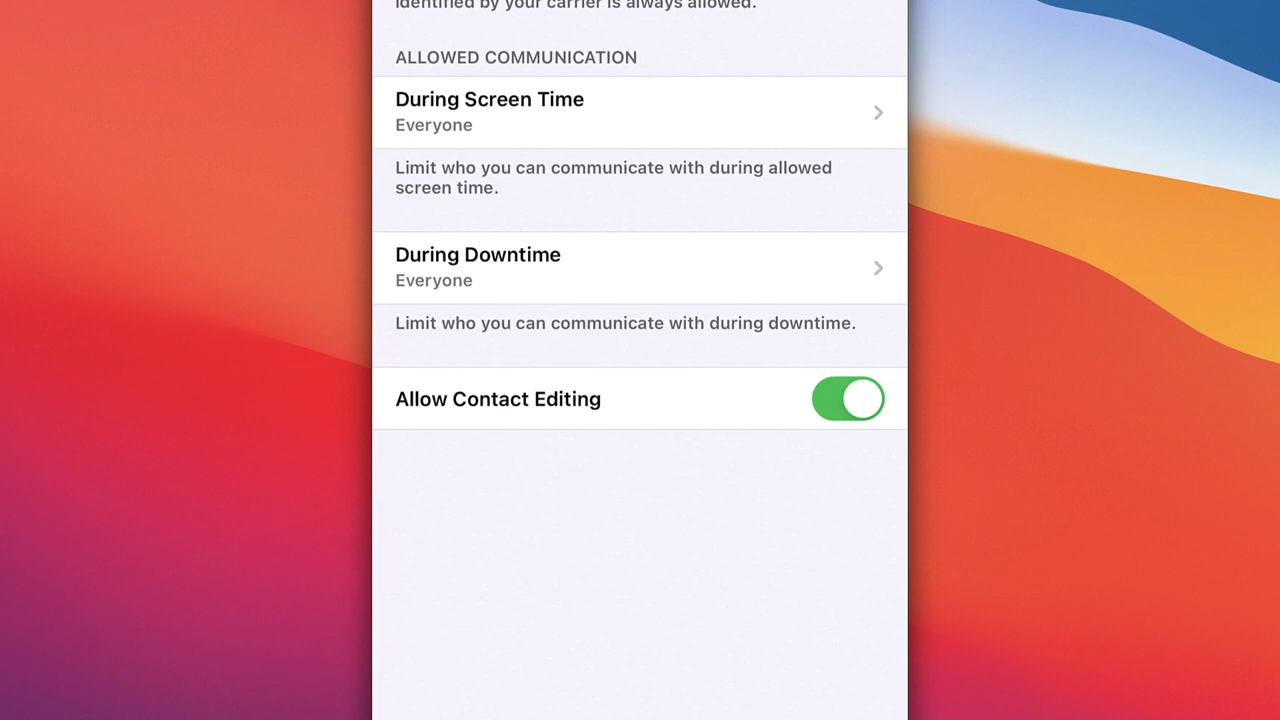 identified by your carrier is always allowed.
ALLOWED COMMUNICATION
During Screen Time
Everyone
Limit who you can communicate with during allowed
screen time.
During Downtime
Everyone
Limit who you can communicate with during downtime.
Allow Contact Editing